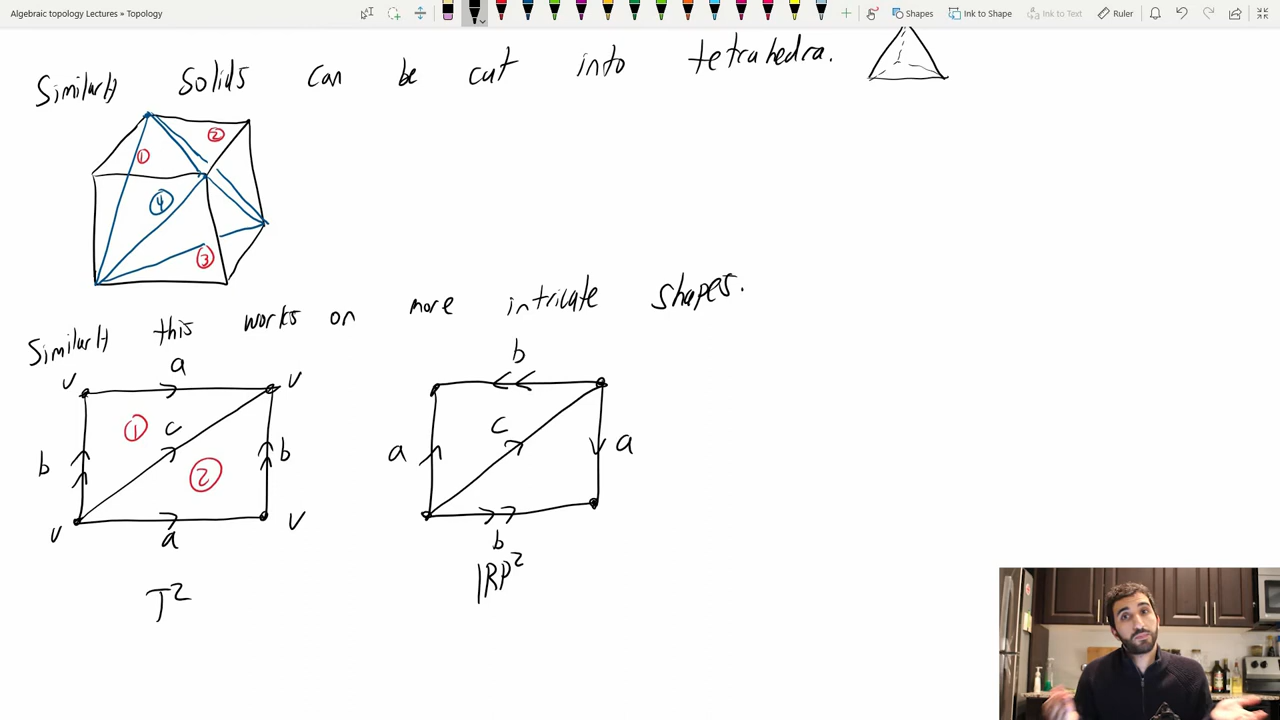 Algebraic topology Lectures » Topology
Shapes
Ink to Shape
Ink to Text
Ruler
Similarly solids can be cut into tetrahedra.
① ②
④
③
Similarly this works on more intricate shapes.
v a v
b ① c ② b
v a v
T²
b
a c a
b
RP²